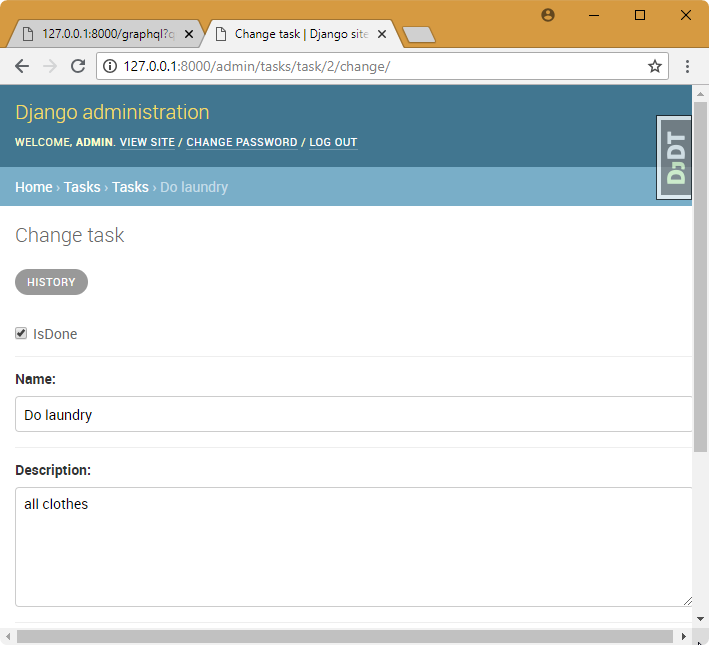 127.0.0.1:8000/graphql?q
Change task | Django site
127.0.0.1:8000/admin/tasks/task/2/change/
Django administration
WELCOME, ADMIN. VIEW SITE / CHANGE PASSWORD / LOG OUT
DJDT
Home › Tasks › Tasks › Do laundry
Change task
HISTORY
IsDone
Name:
Do laundry
Description:
all clothes